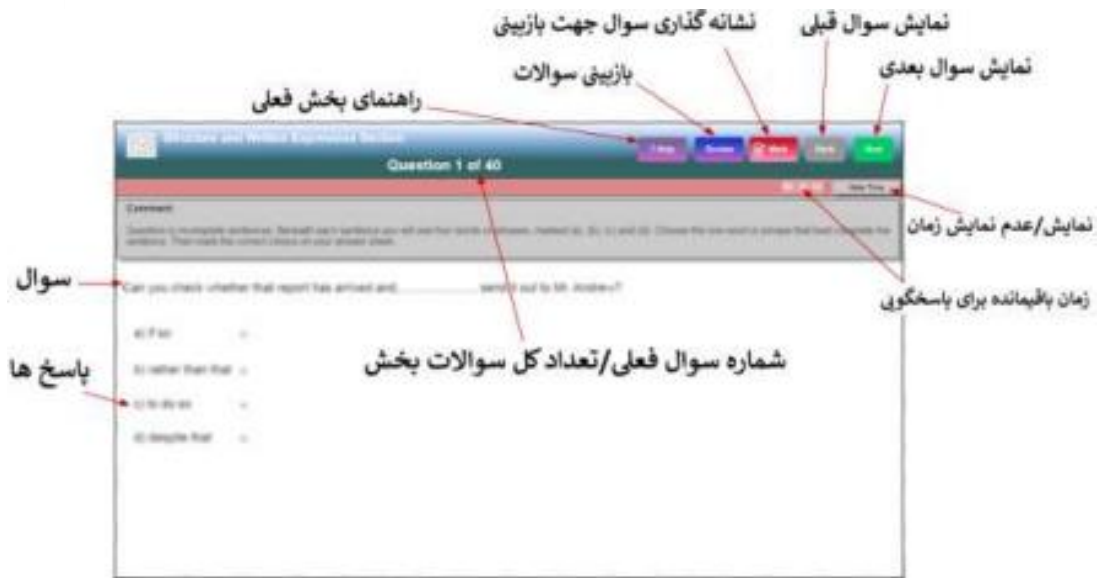 نمایش سوال قبلی
نشانه گذاری سوال جهت بازبینی
نمایش سوال بعدی
بازبینی سوالات
راهنمای بخش فعلی
Structure and Written Expression Section
Question 1 of 40
نمایش/عدم نمایش زمان
Comment
سوال
Can you check whether that report has arrived and, send it out to Mr. Andrew?
زمان باقیمانده برای پاسخگویی
a) if so
شماره سوال فعلی/تعداد کل سوالات بخش
b) rather than that
پاسخ ها
c) to do so
d) despite that